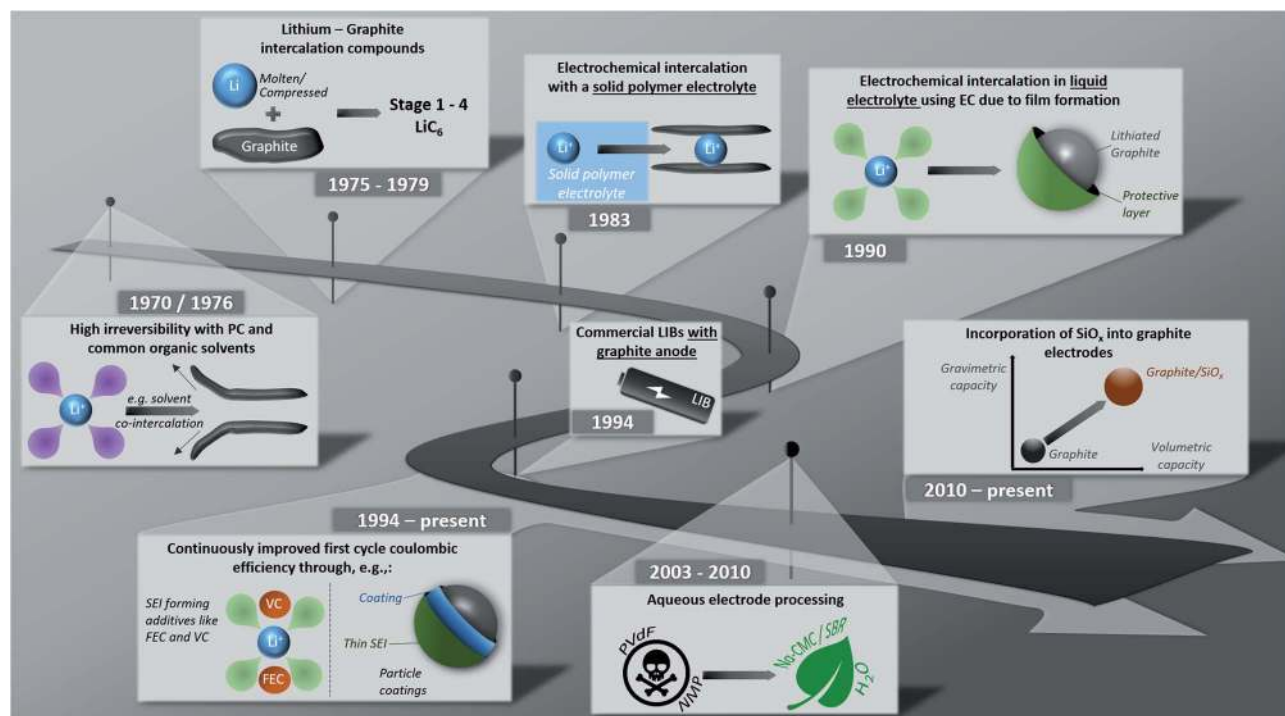 Lithium – Graphite
intercalation compounds
Li
Molten/
Compressed
+
Graphite
Stage 1 - 4
LiC₆
1975 - 1979
Electrochemical intercalation
with a solid polymer electrolyte
Li⁺
Li⁺
Solid polymer
electrolyte
1983
Electrochemical intercalation in liquid
electrolyte using EC due to film formation
Li⁺
Lithiated
Graphite
Protective
layer
1990
1970 / 1976
High irreversibility with PC and
common organic solvents
Li⁺
e.g. solvent
co-intercalation
Commercial LIBs with
graphite anode
LIB
1994
Incorporation of SiOₓ into graphite
electrodes
Gravimetric
capacity
Graphite/SiOₓ
Graphite
Volumetric
capacity
2010 – present
1994 – present
Continuously improved first cycle coulombic
efficiency through, e.g.,:
SEI forming
additives like
FEC and VC
VC
Li⁺
FEC
Coating
Thin SEI
Particle
coatings
2003 - 2010
Aqueous electrode processing
PVdF
NMP
Na-CMC / SBR
H₂O